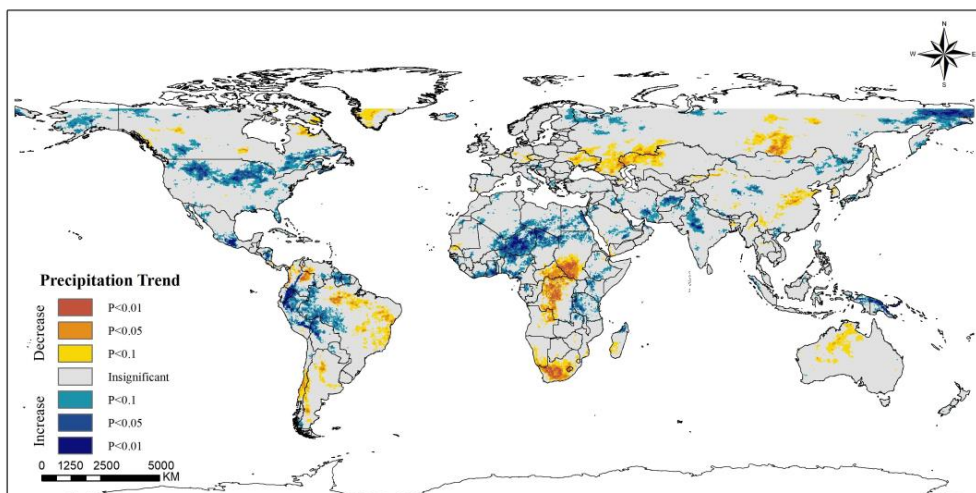 N
W E
S
Precipitation Trend
Decrease
P<0.01
P<0.05
P<0.1
Insignificant
Increase
P<0.1
P<0.05
P<0.01
0 1250 2500 5000
KM